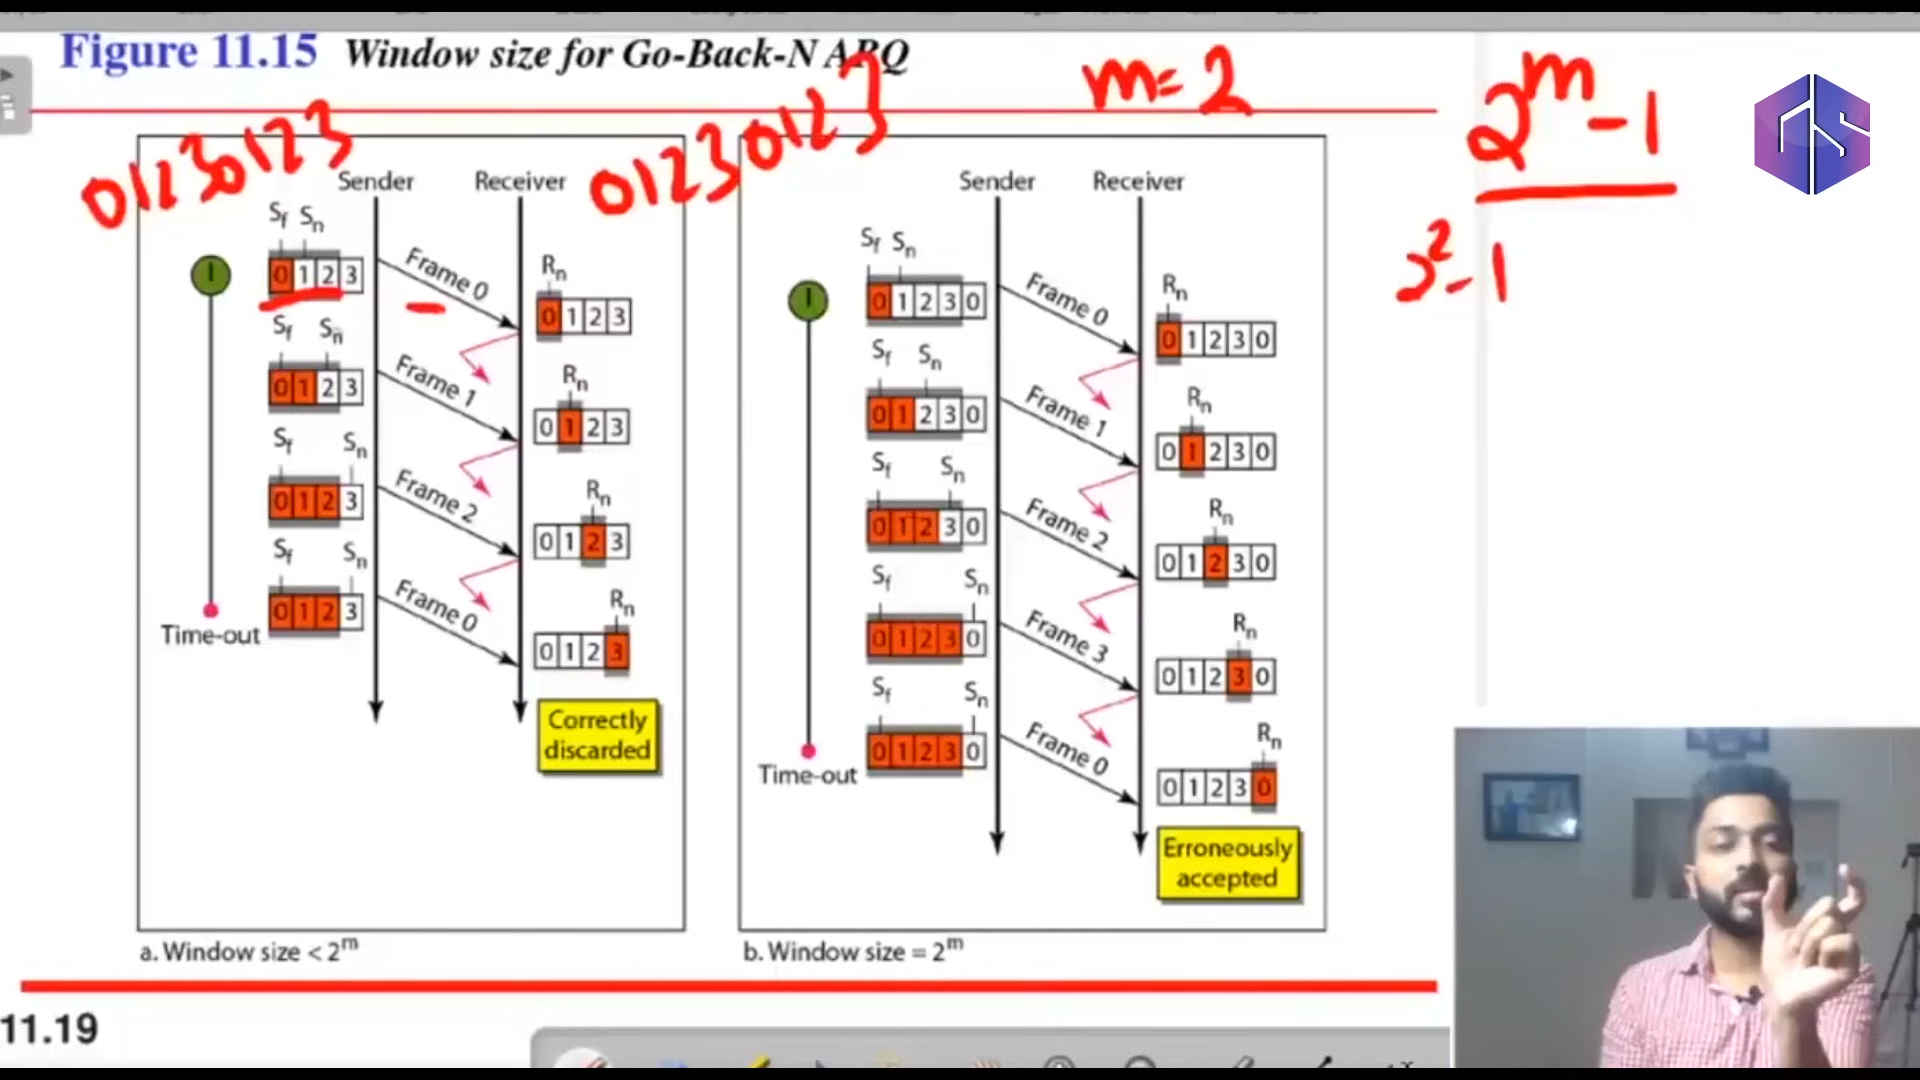 Figure 11.15 Window size for Go-Back-N ARQ
m=2
2^m-1
2^2-1
01230123
01230123
Sender Receiver
Sf Sn
0 1 2 3
Frame 0
Rn
0 1 2 3
Sf Sn
0 1 2 3
Frame 1
Rn
0 1 2 3
Sf Sn
0 1 2 3
Frame 2
Rn
0 1 2 3
Sf Sn
0 1 2 3
Frame 0
Rn
0 1 2 3
Time-out
Correctly
discarded
a. Window size < 2^m
Sender Receiver
Sf Sn
0 1 2 3 0
Frame 0
Rn
0 1 2 3 0
Sf Sn
0 1 2 3 0
Frame 1
Rn
0 1 2 3 0
Sf Sn
0 1 2 3 0
Frame 2
Rn
0 1 2 3 0
Sf Sn
0 1 2 3 0
Frame 3
Rn
0 1 2 3 0
Sf Sn
0 1 2 3 0
Frame 0
Rn
0 1 2 3 0
Time-out
Erroneously
accepted
b. Window size = 2^m
11.19